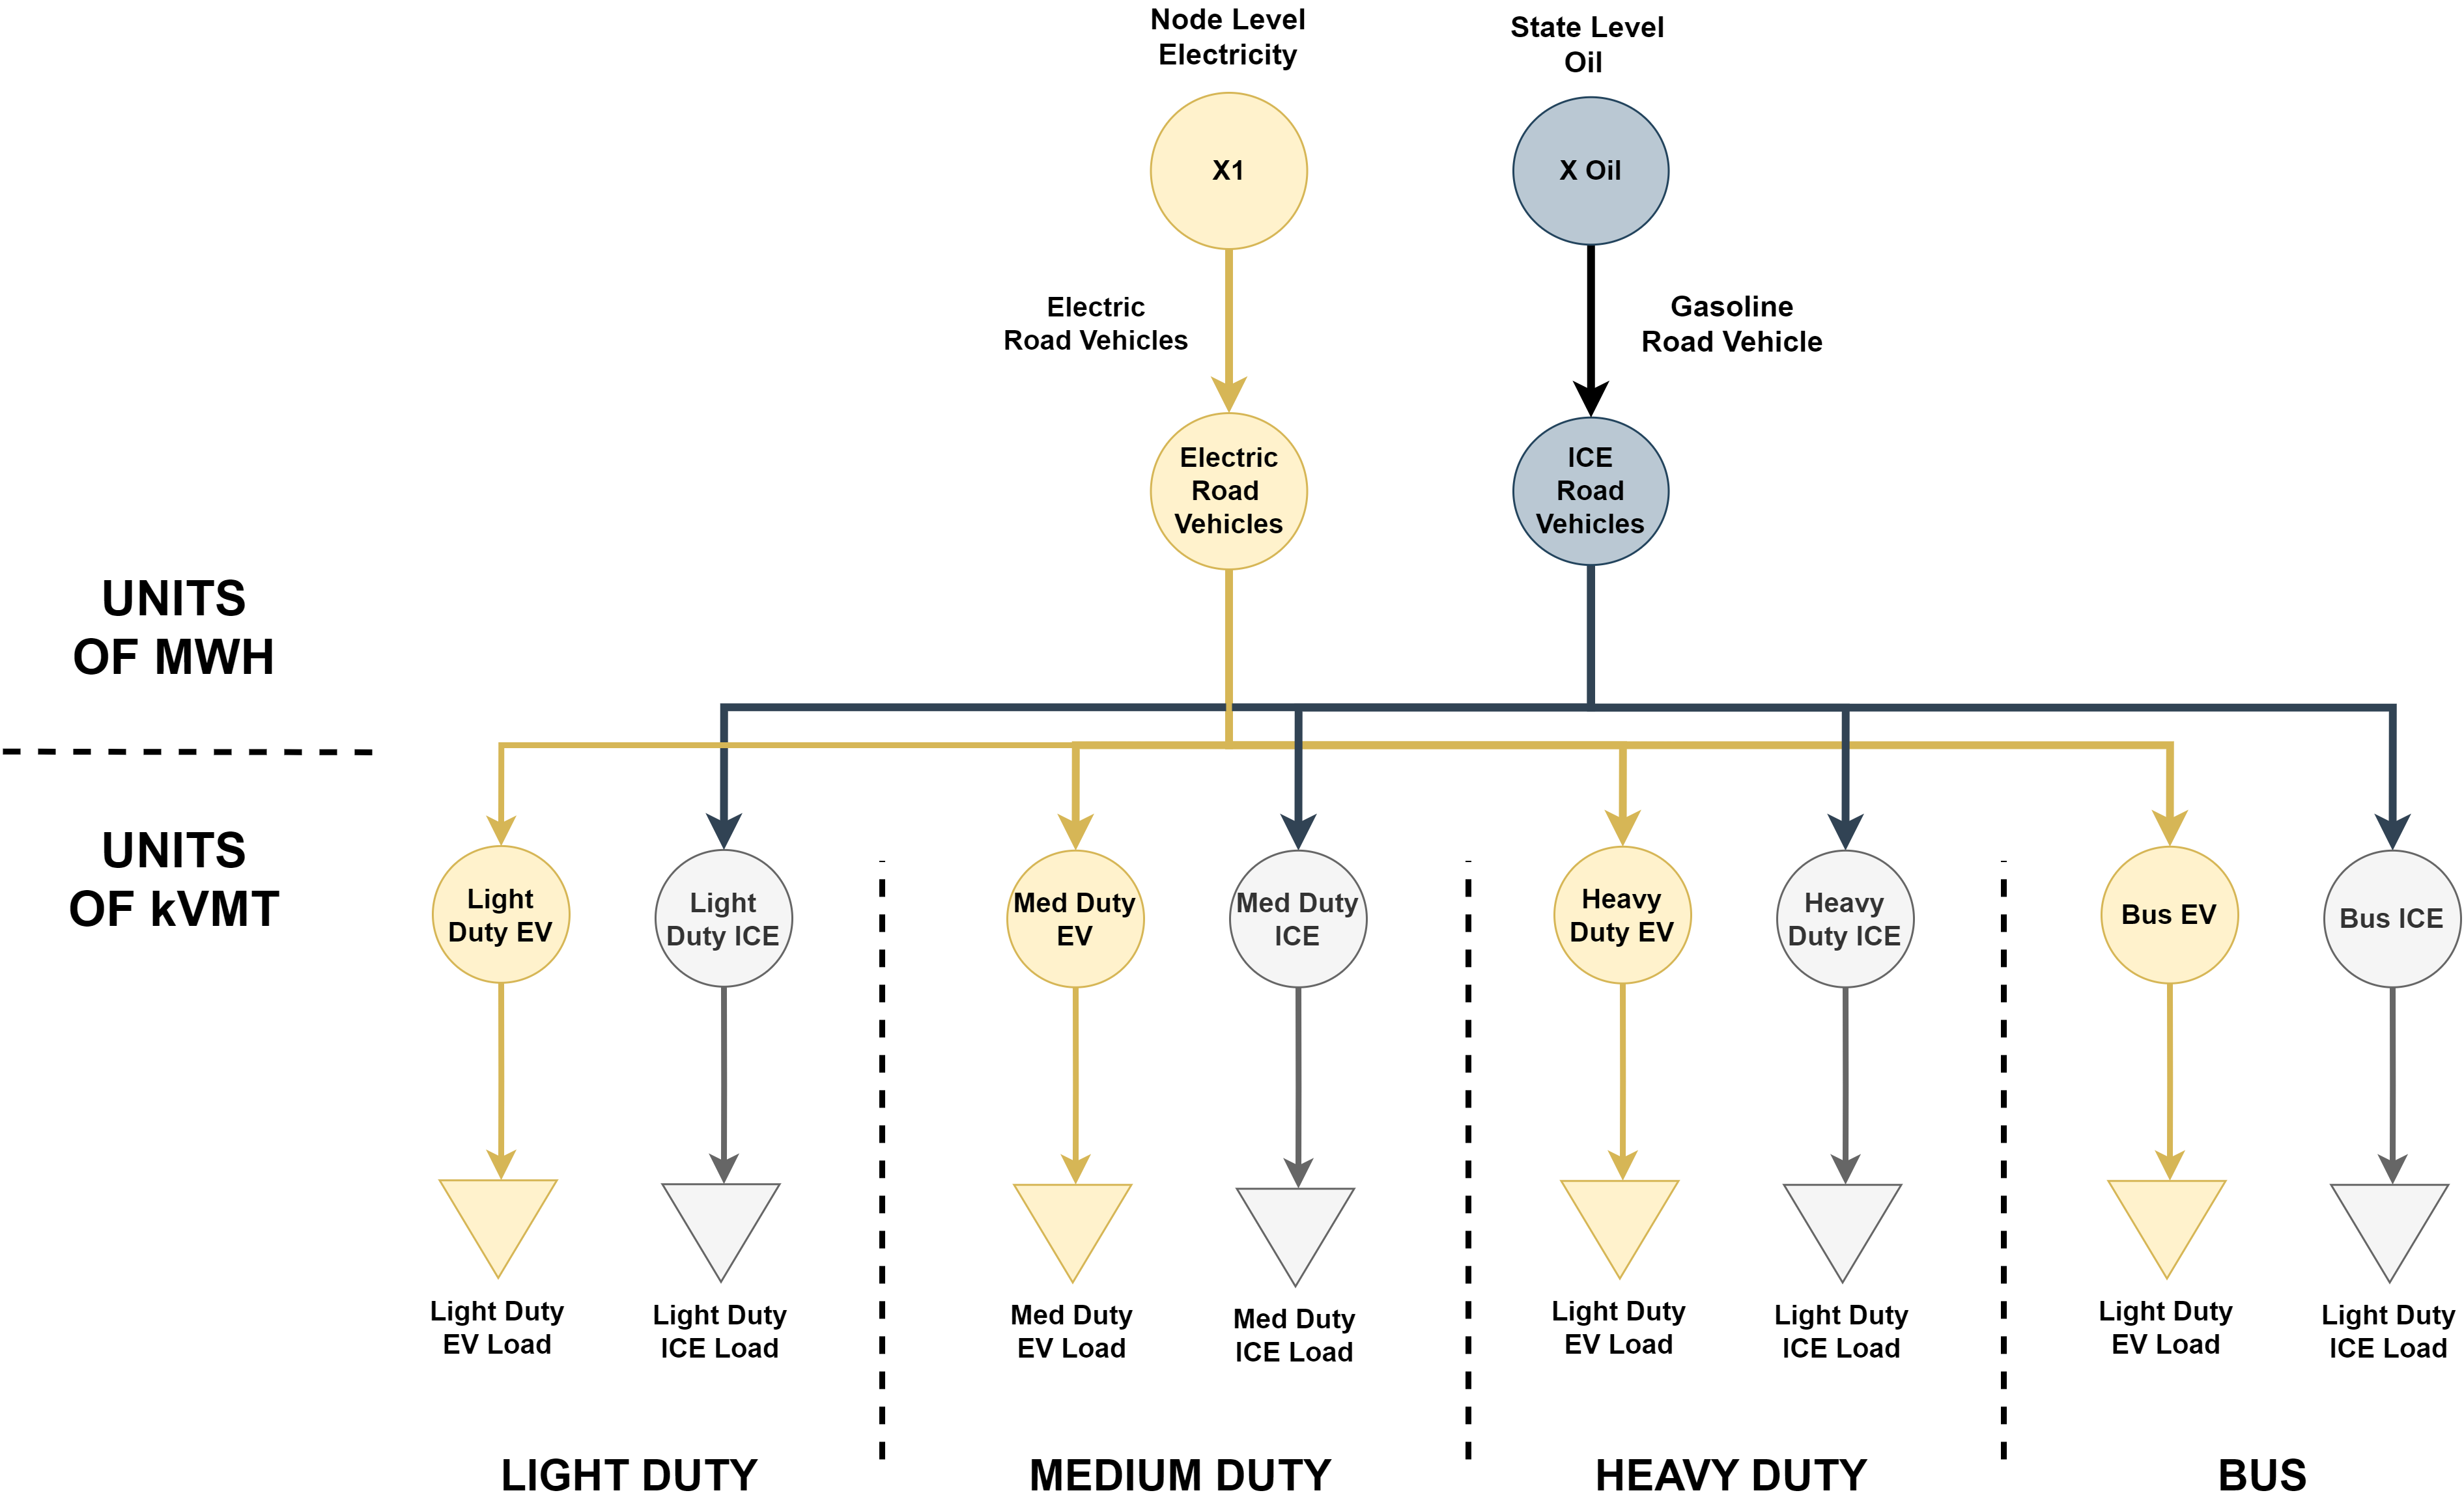 Node Level
Electricity
State Level
Oil
X1
X Oil
Electric
Road Vehicles
Gasoline
Road Vehicle
Electric
Road
Vehicles
ICE
Road
Vehicles
UNITS
OF MWH
UNITS
OF kVMT
Light
Duty EV
Light
Duty ICE
Med Duty
EV
Med Duty
ICE
Heavy
Duty EV
Heavy
Duty ICE
Bus EV
Bus ICE
Light Duty
EV Load
Light Duty
ICE Load
Med Duty
EV Load
Med Duty
ICE Load
Light Duty
EV Load
Light Duty
ICE Load
Light Duty
EV Load
Light Duty
ICE Load
LIGHT DUTY
MEDIUM DUTY
HEAVY DUTY
BUS